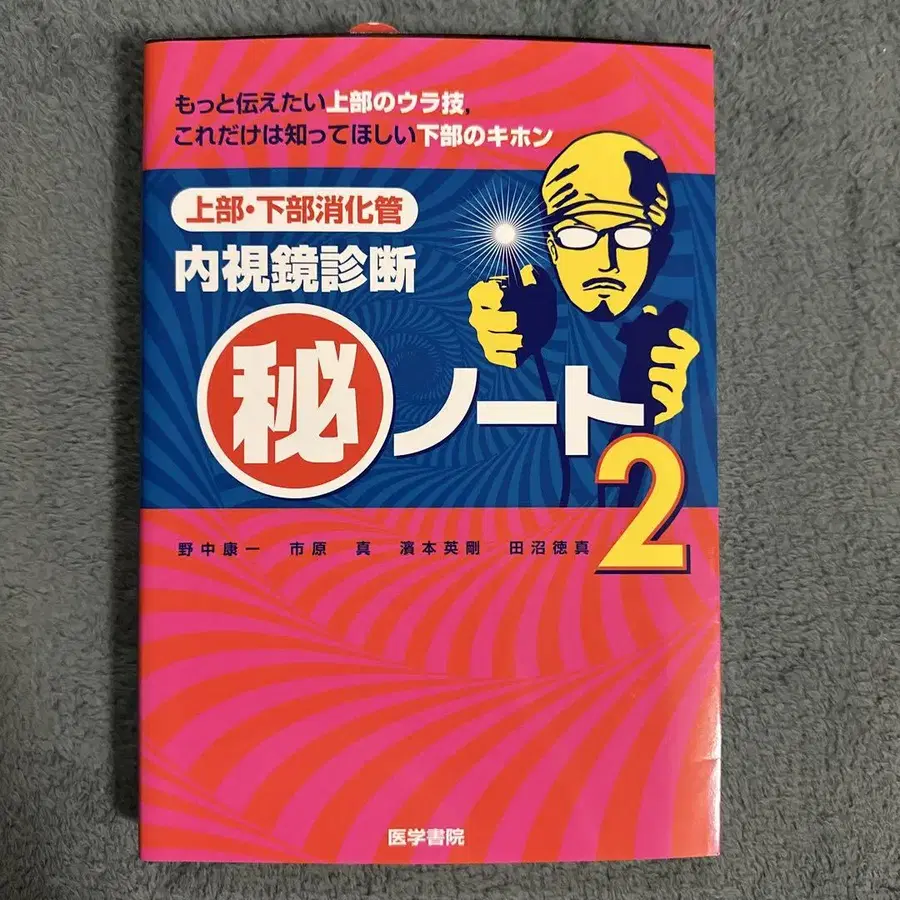 もっと伝えたい上部のウラ技,
これだけは知ってほしい下部のキホン
上部・下部消化管
内視鏡診断
秘ノート2
野中康一 市原 真 濱本英剛 田沼徳真
医学書院